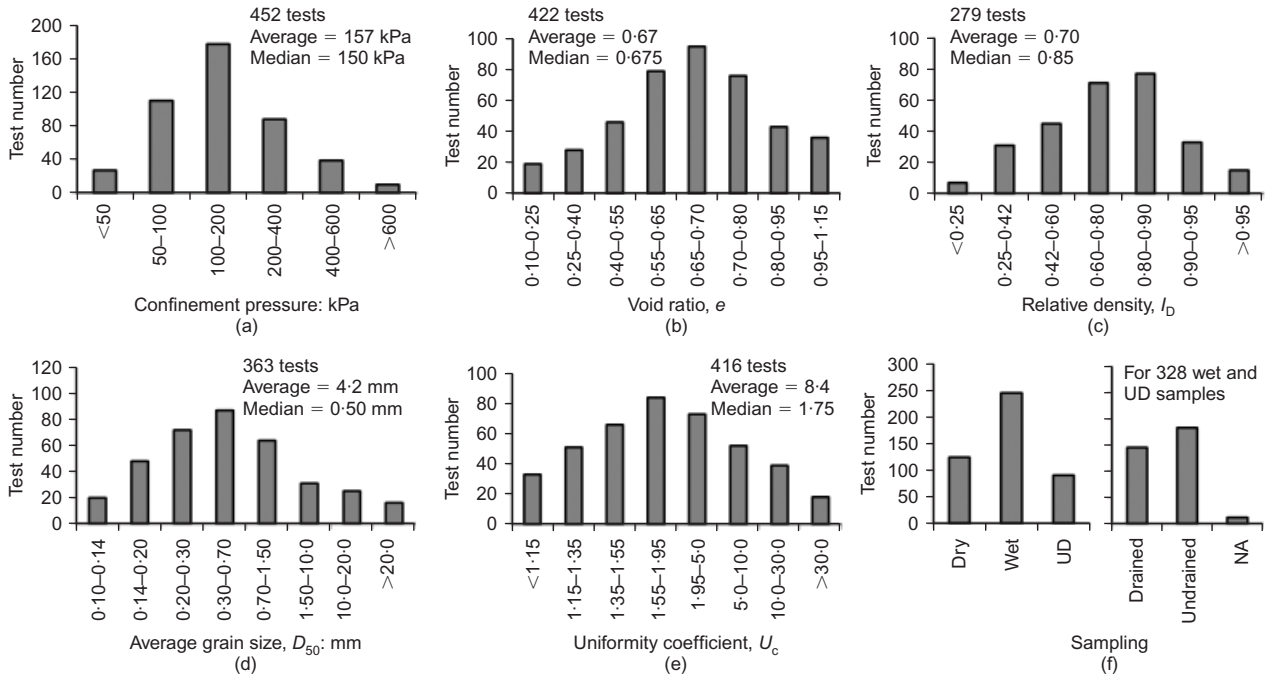 452 tests
Average = 157 kPa
Median = 150 kPa
Test number
200
160
120
80
40
0
<50
50–100
100–200
200–400
400–600
>600
Confinement pressure: kPa
(a)
422 tests
Average = 0·67
Median = 0·675
Test number
100
80
60
40
20
0
0·10–0·25
0·25–0·40
0·40–0·55
0·55–0·65
0·65–0·70
0·70–0·80
0·80–0·95
0·95–1·15
Void ratio, e
(b)
279 tests
Average = 0·70
Median = 0·85
Test number
100
80
60
40
20
0
<0·25
0·25–0·42
0·42–0·60
0·60–0·80
0·80–0·90
0·90–0·95
>0·95
Relative density, I_D
(c)
363 tests
Average = 4·2 mm
Median = 0·50 mm
Test number
120
100
80
60
40
20
0
0·10–0·14
0·14–0·20
0·20–0·30
0·30–0·70
0·70–1·50
1·50–10·0
10·0–20·0
>20·0
Average grain size, D50: mm
(d)
416 tests
Average = 8·4
Median = 1·75
Test number
100
80
60
40
20
0
<1·15
1·15–1·35
1·35–1·55
1·55–1·95
1·95–5·0
5·0–10·0
10·0–30·0
>30·0
Uniformity coefficient, Uc
(e)
Test number
300
250
200
150
100
50
0
Dry
Wet
UD
For 328 wet and
UD samples
Drained
Undrained
NA
Sampling
(f)